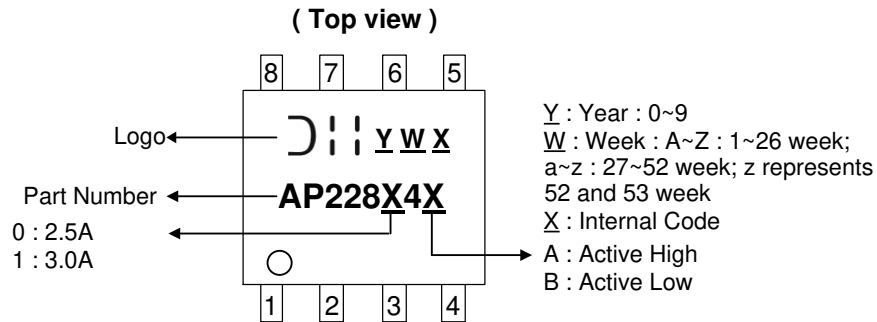 ( Top view )
8 7 6 5
Logo
Y W X
Part Number
AP228X4X
0 : 2.5A
1 : 3.0A
1 2 3 4
Y : Year : 0~9
W : Week : A~Z : 1~26 week;
a~z : 27~52 week; z represents
52 and 53 week
X : Internal Code
A : Active High
B : Active Low